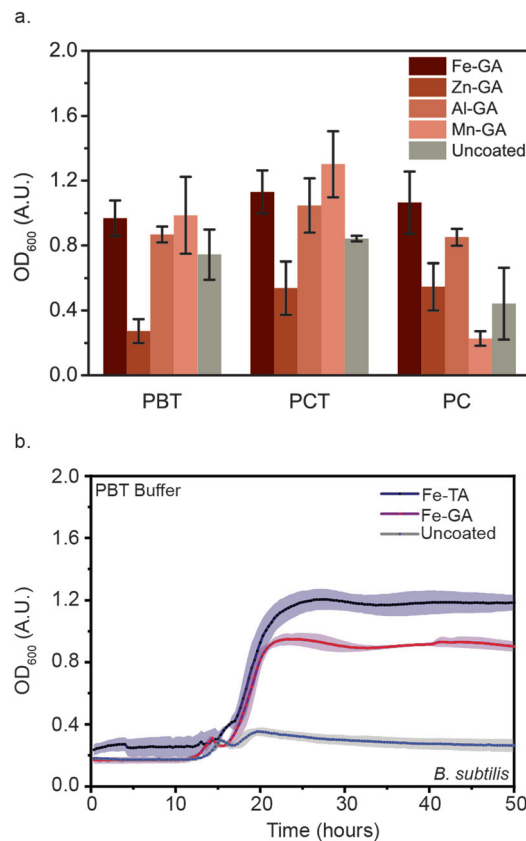 a.
2.0
1.6
1.2
0.8
0.4
0.0
OD600 (A.U.)
Fe-GA
Zn-GA
Al-GA
Mn-GA
Uncoated
PBT PCT PC
b.
PBT Buffer
2.0
1.6
1.2
0.8
0.4
0.0
OD600 (A.U.)
Fe-TA
Fe-GA
Uncoated
B. subtilis
0 10 20 30 40 50
Time (hours)